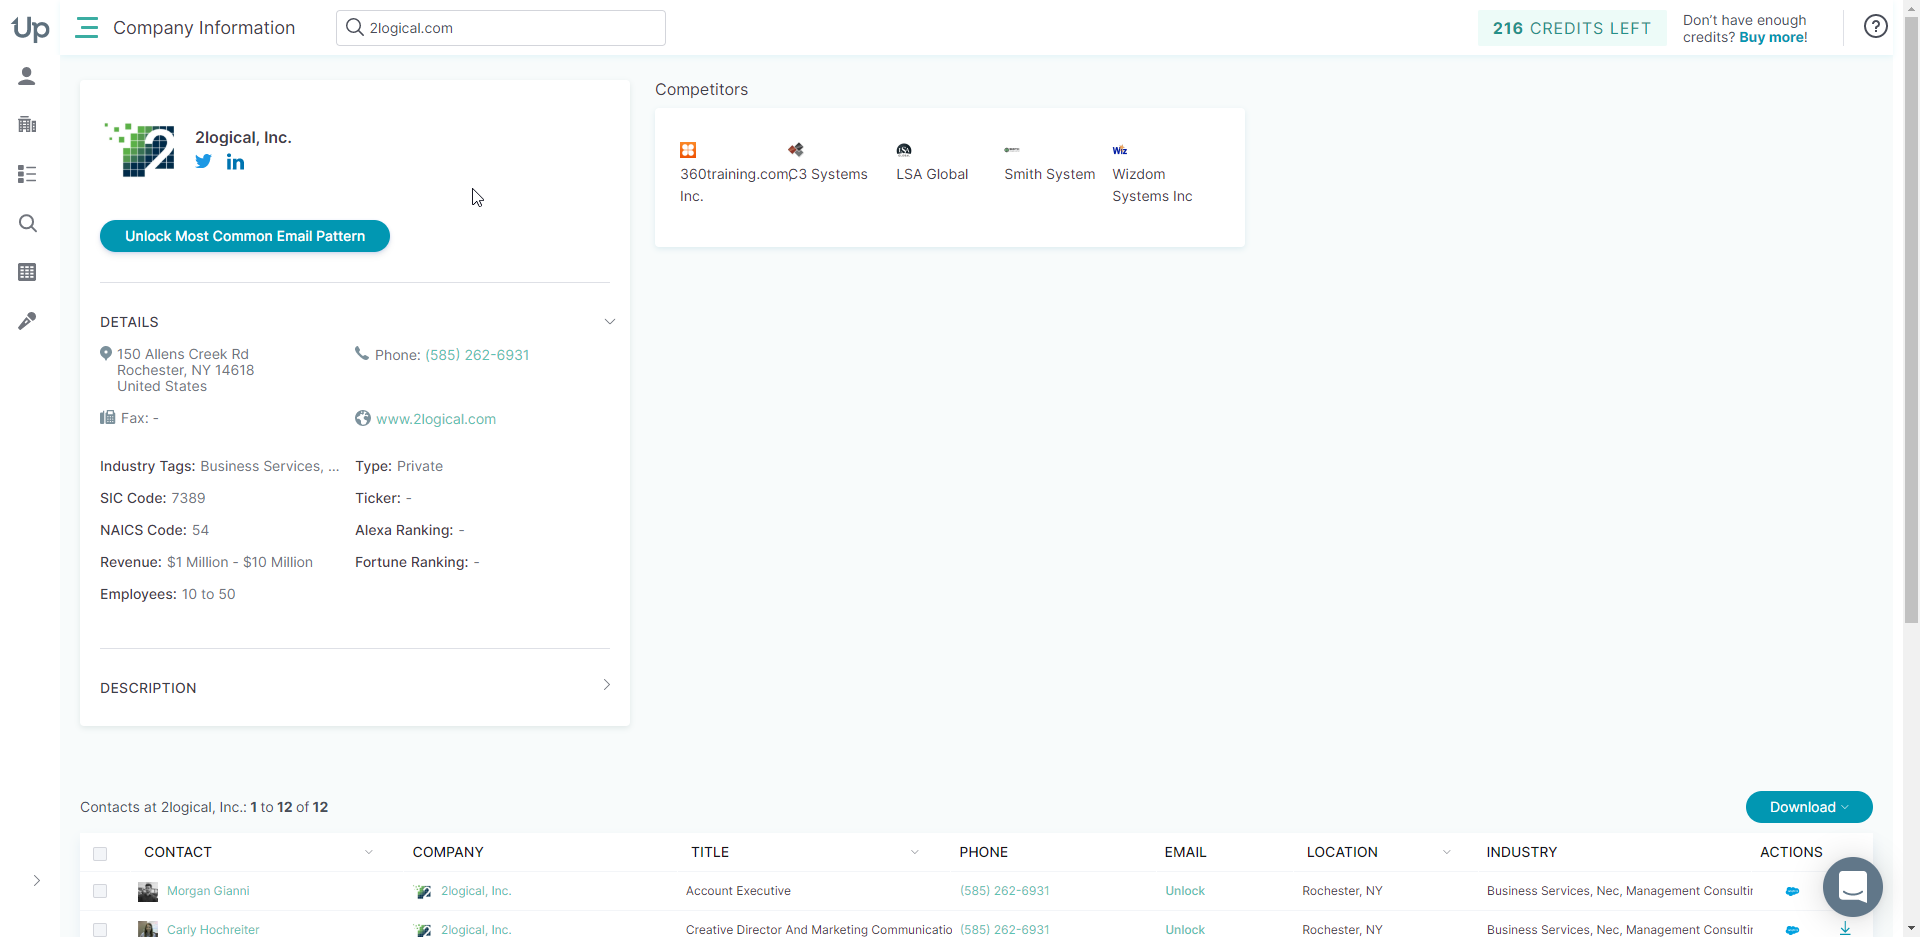 Up
Company Information
2logical.com
216 CREDITS LEFT
Don't have enough
credits? Buy more!
2logical, Inc.
Unlock Most Common Email Pattern
DETAILS
150 Allens Creek Rd
Rochester, NY 14618
United States
Phone: (585) 262-6931
Fax: -
www.2logical.com
Industry Tags: Business Services, ...
Type: Private
SIC Code: 7389
Ticker: -
NAICS Code: 54
Alexa Ranking: -
Revenue: $1 Million - $10 Million
Fortune Ranking: -
Employees: 10 to 50
DESCRIPTION
Competitors
360training.com,
Inc.
C3 Systems
LSA Global
Smith System
Wiz
Wizdom
Systems Inc
Contacts at 2logical, Inc.: 1 to 12 of 12
Download
CONTACT COMPANY TITLE PHONE EMAIL LOCATION INDUSTRY ACTIONS
Morgan Gianni 2logical, Inc. Account Executive (585) 262-6931 Unlock Rochester, NY Business Services, Nec, Management Consultin
Carly Hochreiter 2logical, Inc. Creative Director And Marketing Communicatio (585) 262-6931 Unlock Rochester, NY Business Services, Nec, Management Consultin